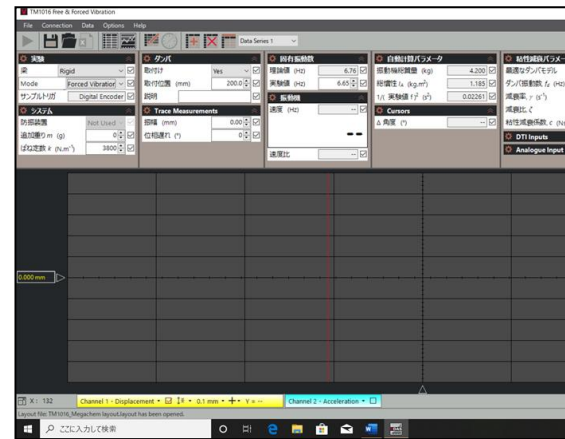 TM1016 Free & Forced Vibration
File Connection Data Options Help
Data Series 1
実験
梁 Rigid
Mode Forced Vibration
サンプルトリガ Digital Encoder
システム
防振装置 Not Used
追加重り m (g) 0
ばね定数 k (N.m⁻¹) 3800
ダンパ
取付け Yes
取付位置 (mm) 200.0
説明
Trace Measurements
振幅 (mm) 0.00
位相遅れ (°) 0
固有振動数
理論値 (Hz) 6.76
実験値 (Hz) 6.65
振動機
速度 (Hz) --
--
速度比
自動計算パラメータ
振動機総質量 (kg) 4.200
総慣性 (kg.m²) 1.185
1/( 実験値 f )² (s²) 0.02261
Cursors
Δ 角度 (°) --
粘性減衰パラメー
最適なダンパモデル
ダンパ振動数 (Hz)
減衰率, (s⁻¹)
減衰比 ζ
粘性減衰係数, c (N
DTI Inputs
Analogue Input
0.000 mm
X : 132
Channel 1 - Displacement 0.1 mm Y = --
Channel 2 - Acceleration
Layout file: TM1016_Megachem layout.layout has been opened.
ここに入力して検索